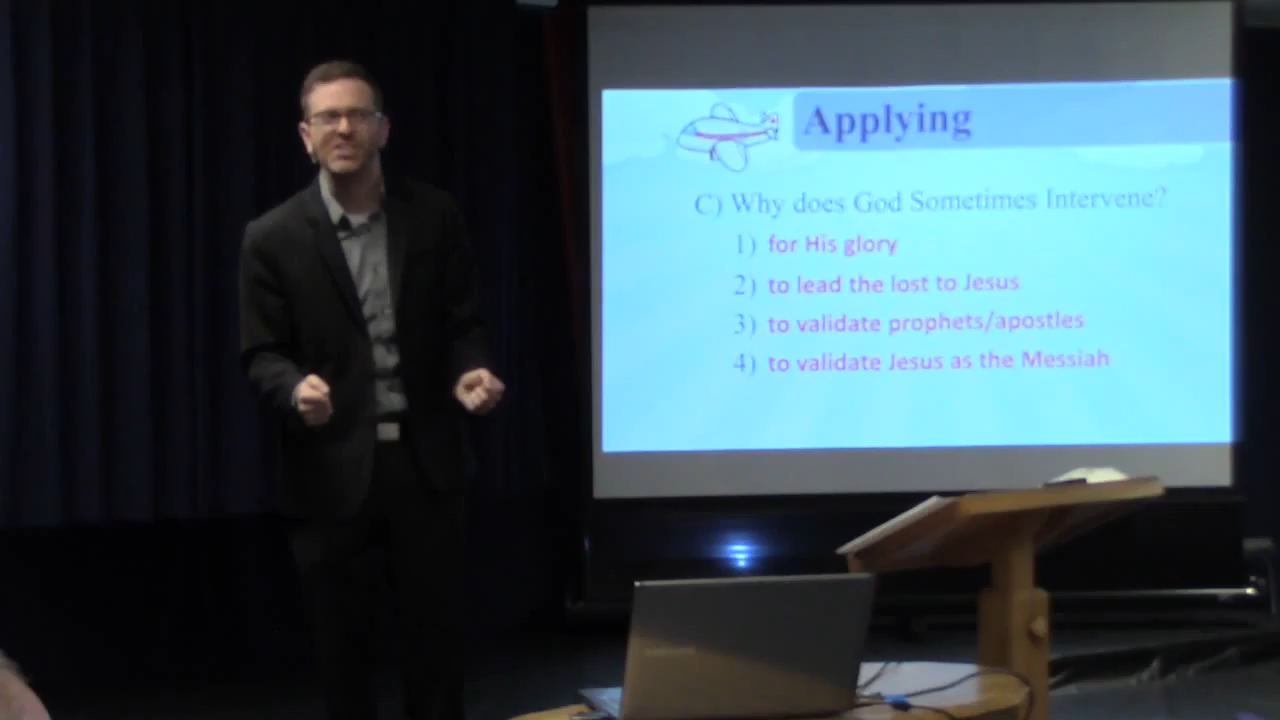 Applying
C) Why does God Sometimes Intervene?
1) for His glory
2) to lead the lost to Jesus
3) to validate prophets/apostles
4) to validate Jesus as the Messiah